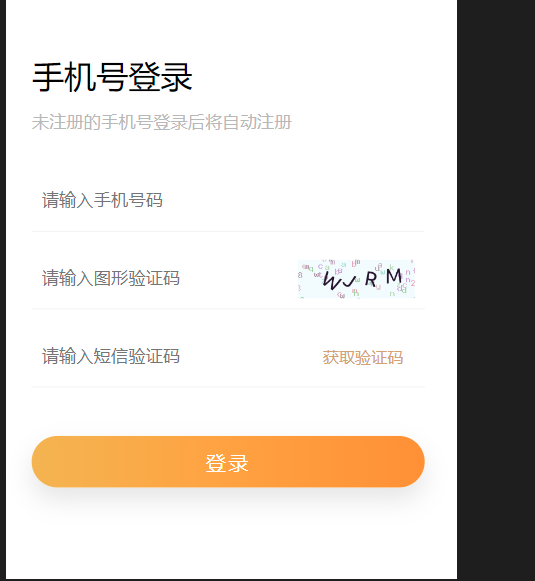 手机号登录
未注册的手机号登录后将自动注册
请输入手机号码
请输入图形验证码
请输入短信验证码
获取验证码
登录